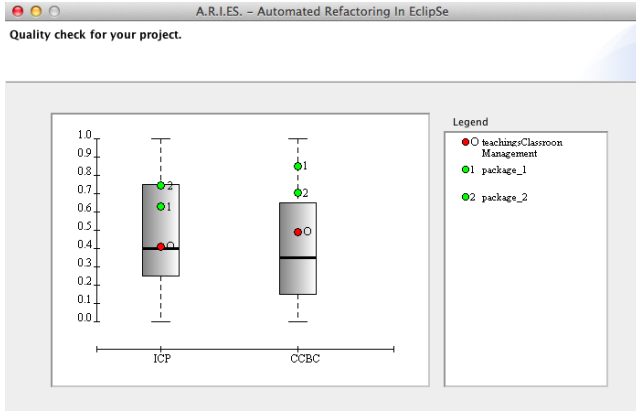 A.R.I.ES. - Automated Refactoring In EclipSe
Quality check for your project.
Legend
O teachingsClassroon
Management
1 package_1
2 package_2
1.0
0.9
0.8
0.7
0.6
0.5
0.4
0.3
0.2
0.1
0.0
2
1
O
1
2
O
ICP
CCBC